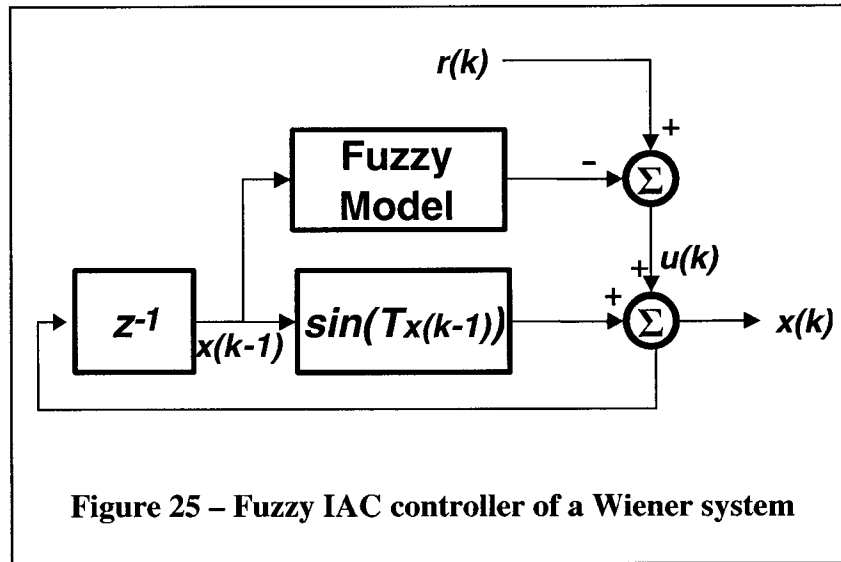 r(k)
+
Fuzzy
Model
-
Σ
+ u(k)
z-1
x(k-1)
sin(Tx(k-1))
+
Σ
x(k)
Figure 25 – Fuzzy IAC controller of a Wiener system